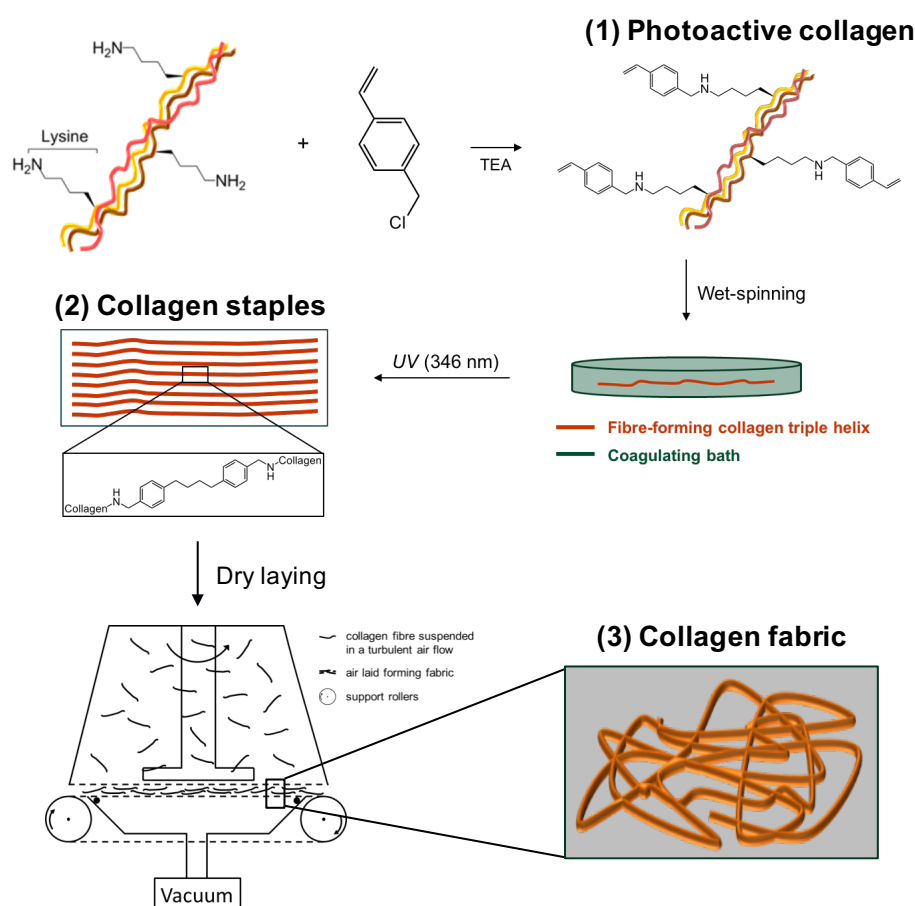 (1) Photoactive collagen
H2N
Lysine
H2N
NH2
+
Cl
TEA
N
H
H
N
N
H
(2) Collagen staples
Wet-spinning
UV (346 nm)
Fibre-forming collagen triple helix
Coagulating bath
N
H
Collagen
H
N
Collagen
Dry laying
collagen fibre suspended
in a turbulent air flow
air laid forming fabric
support rollers
(3) Collagen fabric
Vacuum